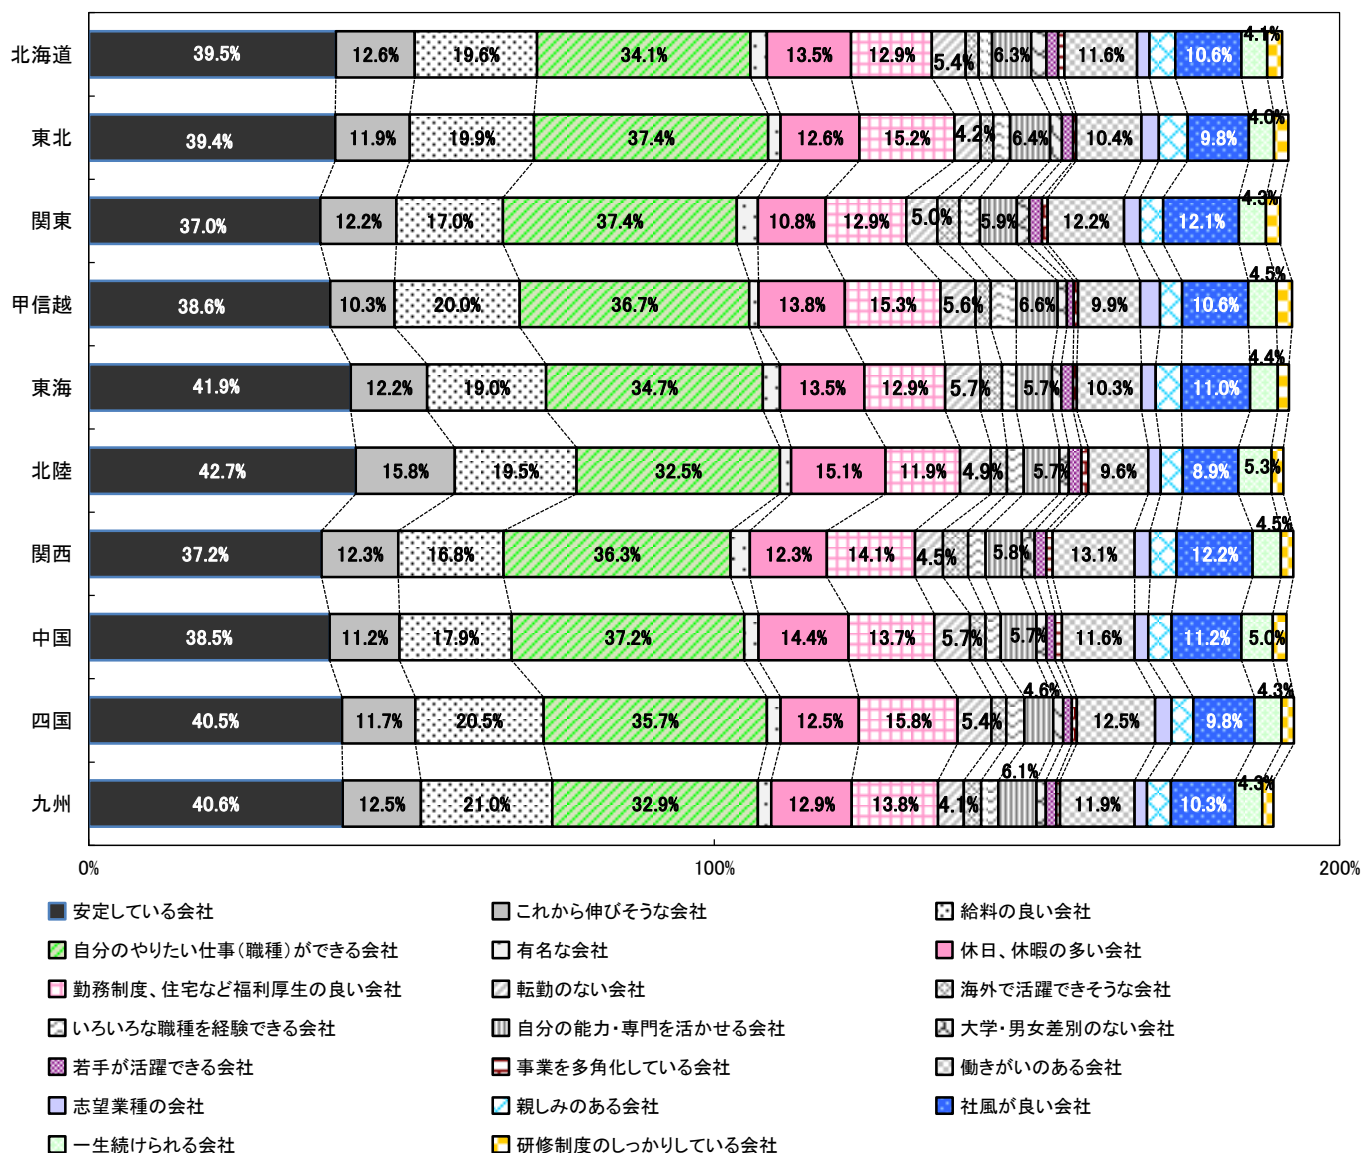 北海道 39.5% 12.6% 19.6% 34.1% 13.5% 12.9% 5.4% 6.3% 11.6% 10.6% 4.1%
東北 39.4% 11.9% 19.9% 37.4% 12.6% 15.2% 4.2% 6.4% 10.4% 9.8% 4.0%
関東 37.0% 12.2% 17.0% 37.4% 10.8% 12.9% 5.0% 5.9% 12.2% 12.1% 4.3%
甲信越 38.6% 10.3% 20.0% 36.7% 13.8% 15.3% 5.6% 6.6% 9.9% 10.6% 4.5%
東海 41.9% 12.2% 19.0% 34.7% 13.5% 12.9% 5.7% 5.7% 10.3% 11.0% 4.4%
北陸 42.7% 15.8% 19.5% 32.5% 15.1% 11.9% 4.9% 5.7% 9.6% 8.9% 5.3%
関西 37.2% 12.3% 16.8% 36.3% 12.3% 14.1% 4.5% 5.8% 13.1% 12.2% 4.5%
中国 38.5% 11.2% 17.9% 37.2% 14.4% 13.7% 5.7% 5.7% 11.6% 11.2% 5.0%
四国 40.5% 11.7% 20.5% 35.7% 12.5% 15.8% 5.4% 4.6% 12.5% 9.8% 4.3%
九州 40.6% 12.5% 21.0% 32.9% 12.9% 13.8% 4.1% 6.1% 11.9% 10.3% 4.3%
0% 100% 200%
安定している会社 これから伸びそうな会社 給料の良い会社
自分のやりたい仕事(職種)ができる会社 有名な会社 休日、休暇の多い会社
勤務制度、住宅など福利厚生の良い会社 転勤のない会社 海外で活躍できそうな会社
いろいろな職種を経験できる会社 自分の能力・専門を活かせる会社 大学・男女差別のない会社
若手が活躍できる会社 事業を多角化している会社 働きがいのある会社
志望業種の会社 親しみのある会社 社風が良い会社
一生続けられる会社 研修制度のしっかりしている会社